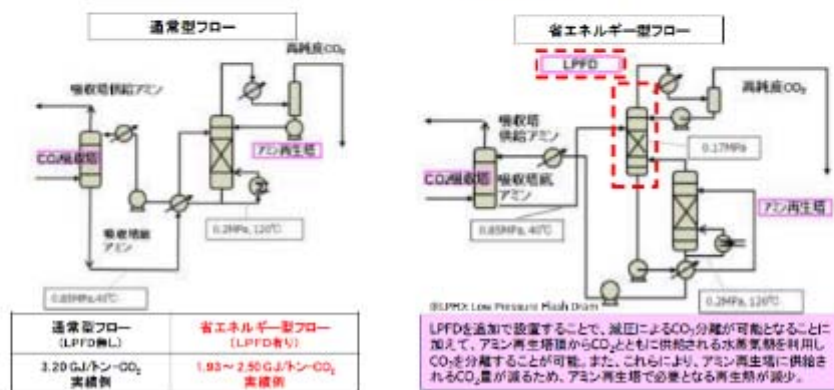 通常型フロー
高純度CO₂
吸収塔供給アミン
CO₂吸収塔
アミン再生塔
吸収塔底
アミン
0.2MPa, 120℃
0.85MPa, 40℃
通常型フロー
(LPFD無し)
省エネルギー型フロー
(LPFD有り)
3.20 GJ/トン-CO₂
実績例
1.93～2.50 GJ/トン-CO₂
実績例
省エネルギー型フロー
LPFD
高純度CO₂
吸収塔
供給アミン
0.17MPa
CO₂吸収塔
吸収塔底
アミン
アミン再生塔
0.85MPa, 40℃
0.2MPa, 120℃
※LPFD: Low Pressure Flash Drum
LPFDを追加で設置することで、減圧によるCO₂分離が可能となることに
加えて、アミン再生塔頂からCO₂とともに供給される水蒸気熱を利用し
CO₂を分離することが可能。また、これらにより、アミン再生塔に供給さ
れるCO₂量が減るため、アミン再生塔で必要となる再生熱が減少。